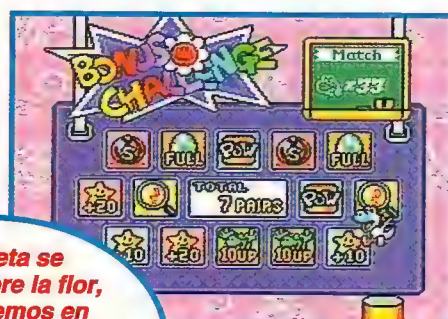 BONUS
CHALLENGE
Match
S FULL POW S FULL
+20 TOTAL POW
7 PAIRS
+10 +20 10UP 10UP +10
eta se
re la flor,
emos en